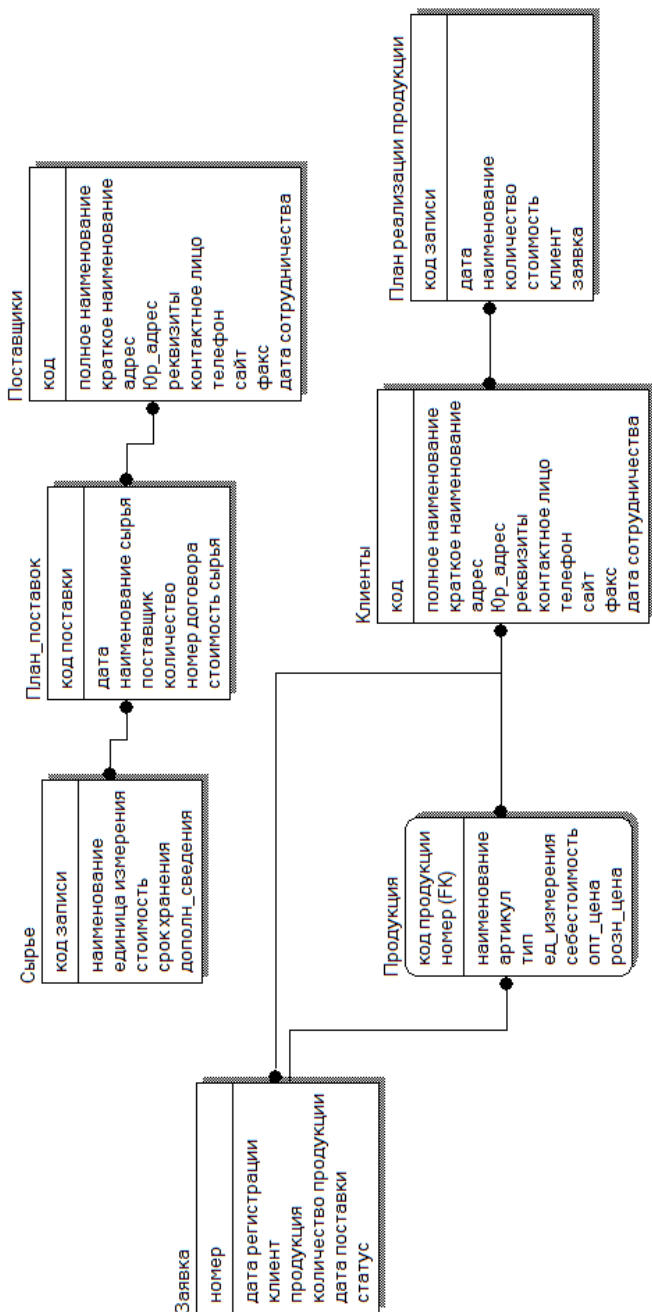 Сырье
код записи
наименование
единица измерения
стоимость
срок хранения
дополн_сведения
План_поставок
код поставки
дата
наименование сырья
поставщик
количество
номер договора
стоимость сырья
Поставщики
код
полное наименование
краткое наименование
адрес
Юр_адрес
реквизиты
контактное лицо
телефон
сайт
факс
дата сотрудничества
Заявка
номер
дата регистрации
клиент
продукция
количество продукции
дата поставки
статус
Продукция
код продукции
номер (FK)
наименование
артикул
тип
ед_измерения
себестоимость
опт_цена
розн_цена
Клиенты
код
полное наименование
краткое наименование
адрес
Юр_адрес
реквизиты
контактное лицо
телефон
сайт
факс
дата сотрудничества
План реализации продукции
код записи
дата
наименование
количество
стоимость
клиент
заявка